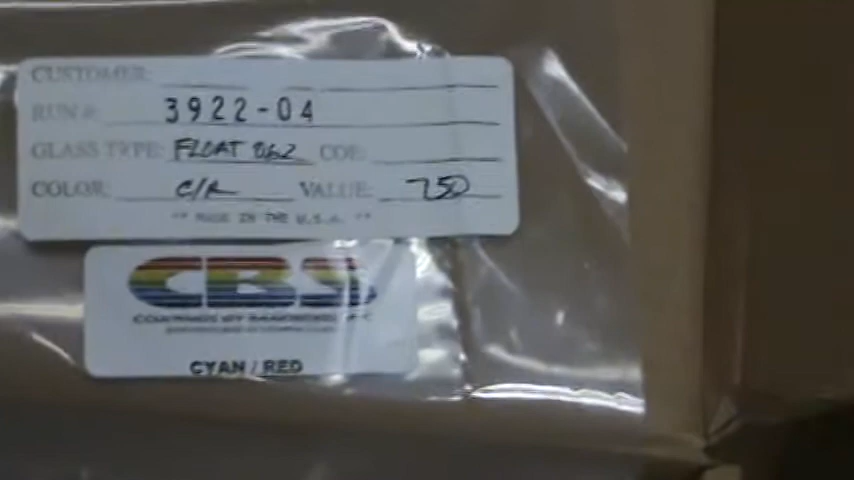 CUSTOMER:
RUN #: 3922-04
GLASS TYPE: FLOAT 062 COE:
COLOR: C/R VALUE: 750
** MADE IN THE U.S.A. **
CBS
COATINGS BY SANDBERG, INC
CYAN / RED